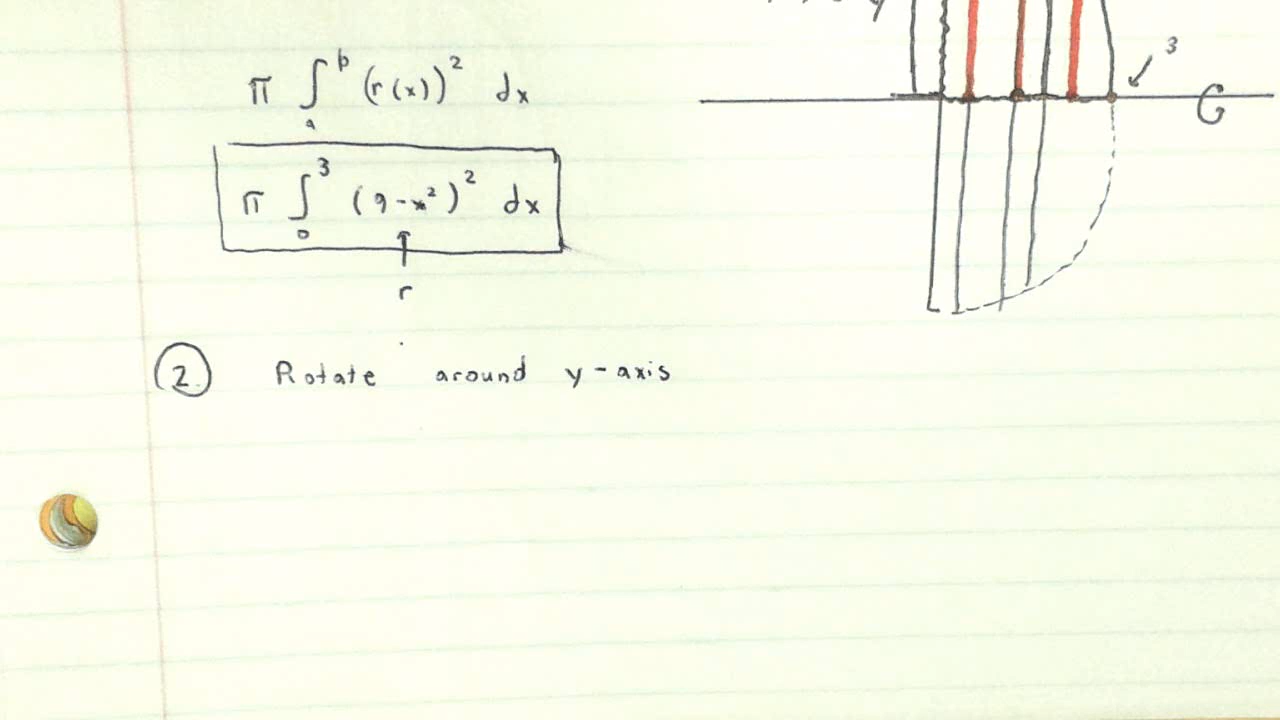 π ∫ₐᵇ (r(x))² dx
π ∫₀³ (9-x²)² dx
r
3
2. Rotate around y-axis